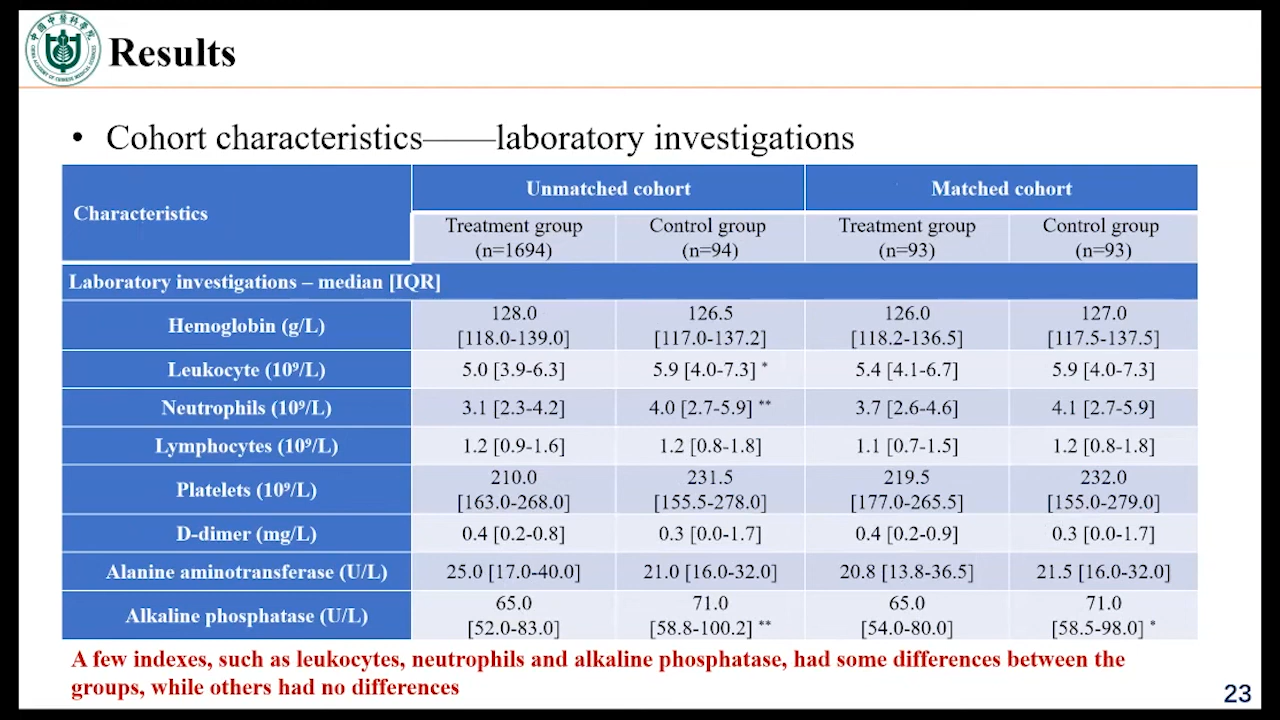 中國中醫科學院
CHINA ACADEMY OF CHINESE MEDICAL SCIENCES
Results
• Cohort characteristics——laboratory investigations
Characteristics
Unmatched cohort
Matched cohort
Treatment group (n=1694)
Control group (n=94)
Treatment group (n=93)
Control group (n=93)
Laboratory investigations – median [IQR]
Hemoglobin (g/L) 128.0 [118.0-139.0] 126.5 [117.0-137.2] 126.0 [118.2-136.5] 127.0 [117.5-137.5]
Leukocyte (10⁹/L) 5.0 [3.9-6.3] 5.9 [4.0-7.3] * 5.4 [4.1-6.7] 5.9 [4.0-7.3]
Neutrophils (10⁹/L) 3.1 [2.3-4.2] 4.0 [2.7-5.9] ** 3.7 [2.6-4.6] 4.1 [2.7-5.9]
Lymphocytes (10⁹/L) 1.2 [0.9-1.6] 1.2 [0.8-1.8] 1.1 [0.7-1.5] 1.2 [0.8-1.8]
Platelets (10⁹/L) 210.0 [163.0-268.0] 231.5 [155.5-278.0] 219.5 [177.0-265.5] 232.0 [155.0-279.0]
D-dimer (mg/L) 0.4 [0.2-0.8] 0.3 [0.0-1.7] 0.4 [0.2-0.9] 0.3 [0.0-1.7]
Alanine aminotransferase (U/L) 25.0 [17.0-40.0] 21.0 [16.0-32.0] 20.8 [13.8-36.5] 21.5 [16.0-32.0]
Alkaline phosphatase (U/L) 65.0 [52.0-83.0] 71.0 [58.8-100.2] ** 65.0 [54.0-80.0] 71.0 [58.5-98.0] *
A few indexes, such as leukocytes, neutrophils and alkaline phosphatase, had some differences between the
groups, while others had no differences
23